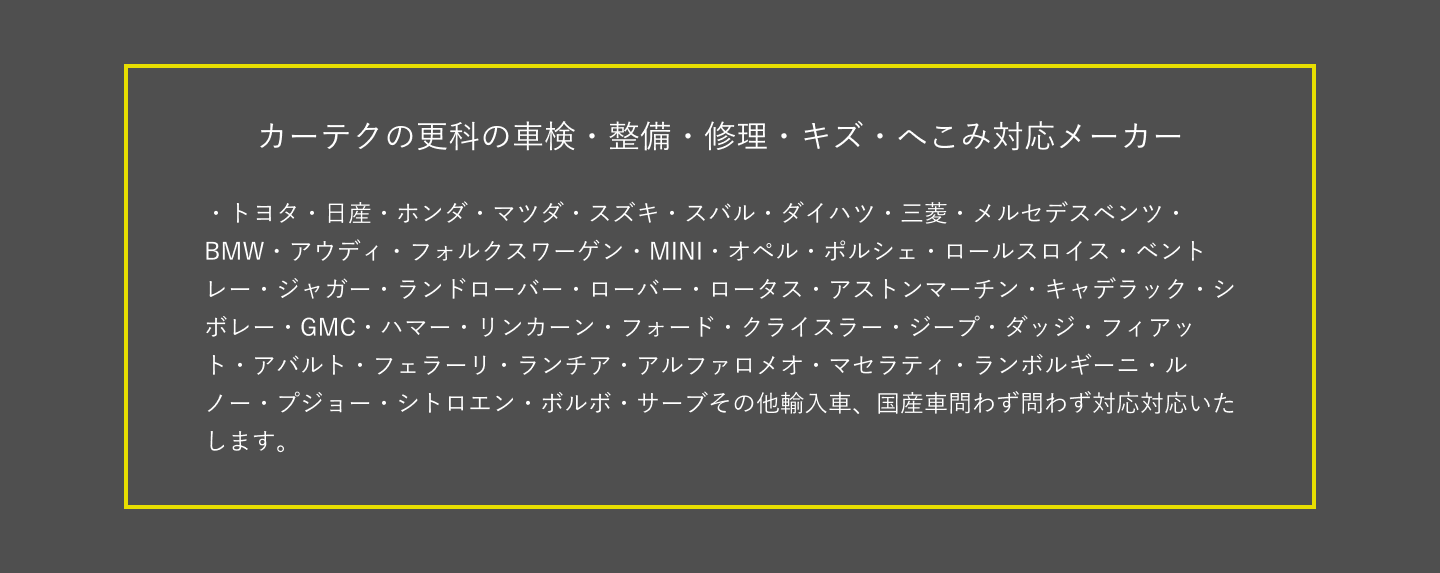 カーテクの更科の車検・整備・修理・キズ・へこみ対応メーカー
・トヨタ・日産・ホンダ・マツダ・スズキ・スバル・ダイハツ・三菱・メルセデスベンツ・
BMW・アウディ・フォルクスワーゲン・MINI・オペル・ポルシェ・ロールスロイス・ベント
レー・ジャガー・ランドローバー・ローバー・ロータス・アストンマーチン・キャデラック・シ
ボレー・GMC・ハマー・リンカーン・フォード・クライスラー・ジープ・ダッジ・フィアッ
ト・アバルト・フェラーリ・ランチア・アルファロメオ・マセラティ・ランボルギーニ・ル
ノー・プジョー・シトロエン・ボルボ・サーブその他輸入車、国産車問わず問わず対応対応いた
します。